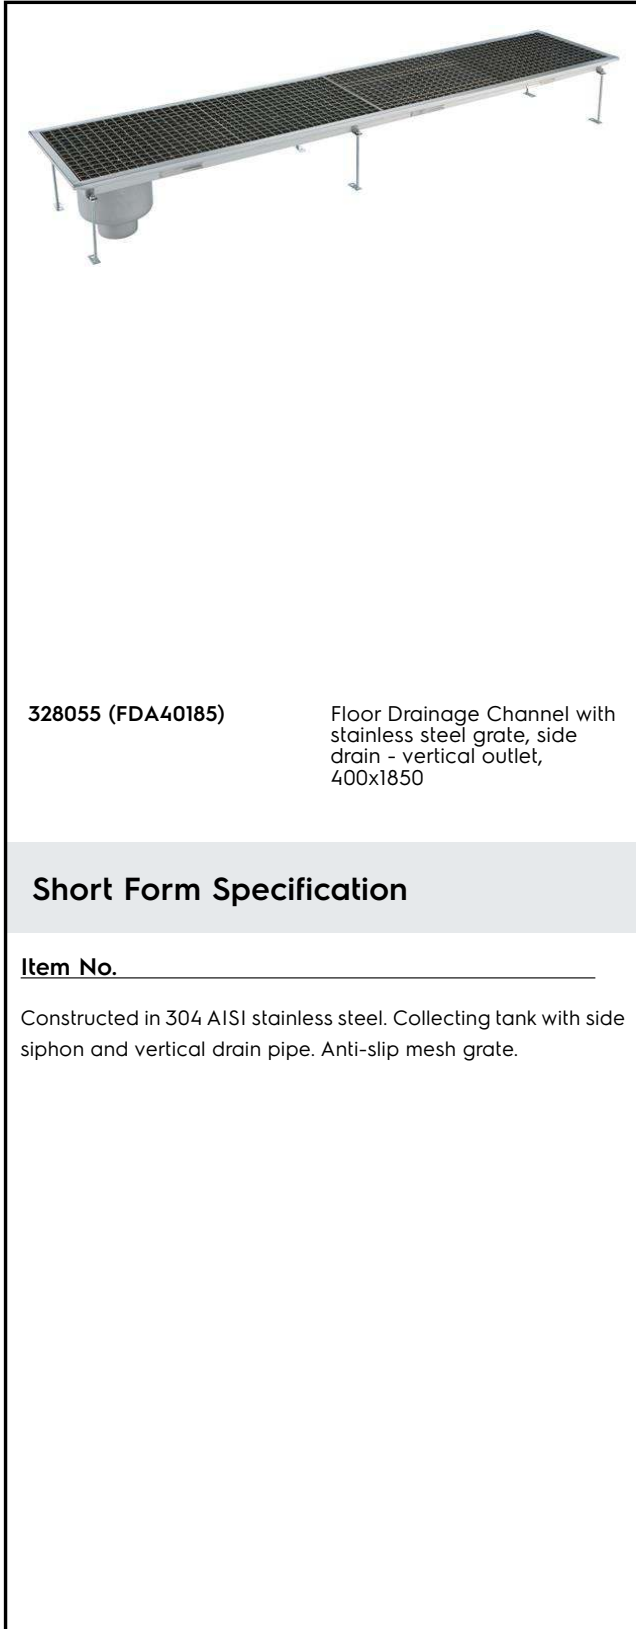 328055 (FDA40185)
Floor Drainage Channel with
stainless steel grate, side
drain - vertical outlet,
400x1850
Short Form Specification
Item No.
Constructed in 304 AISI stainless steel. Collecting tank with side
siphon and vertical drain pipe. Anti-slip mesh grate.